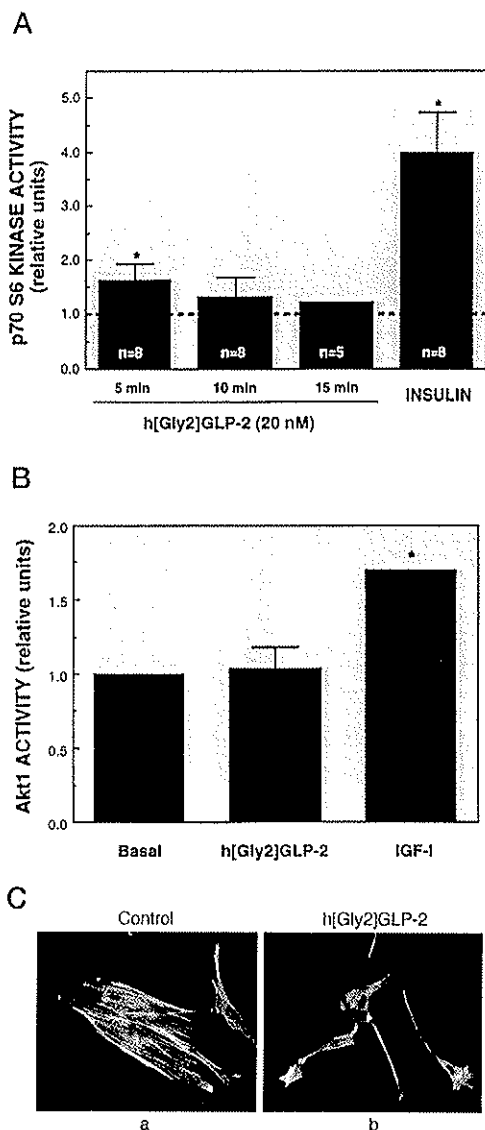 A
p70 S6 KINASE ACTIVITY
(relative units)
5.0
4.0
3.0
2.0
1.0
0.0
*
*
n=8
n=8
n=5
n=8
5 min
10 min
15 min
INSULIN
h[Gly2]GLP-2 (20 nM)
B
Akt1 ACTIVITY (relative units)
2.0
1.5
1.0
0.5
0.0
*
Basal
h[Gly2]GLP-2
IGF-I
C
Control
h[Gly2]GLP-2
a
b